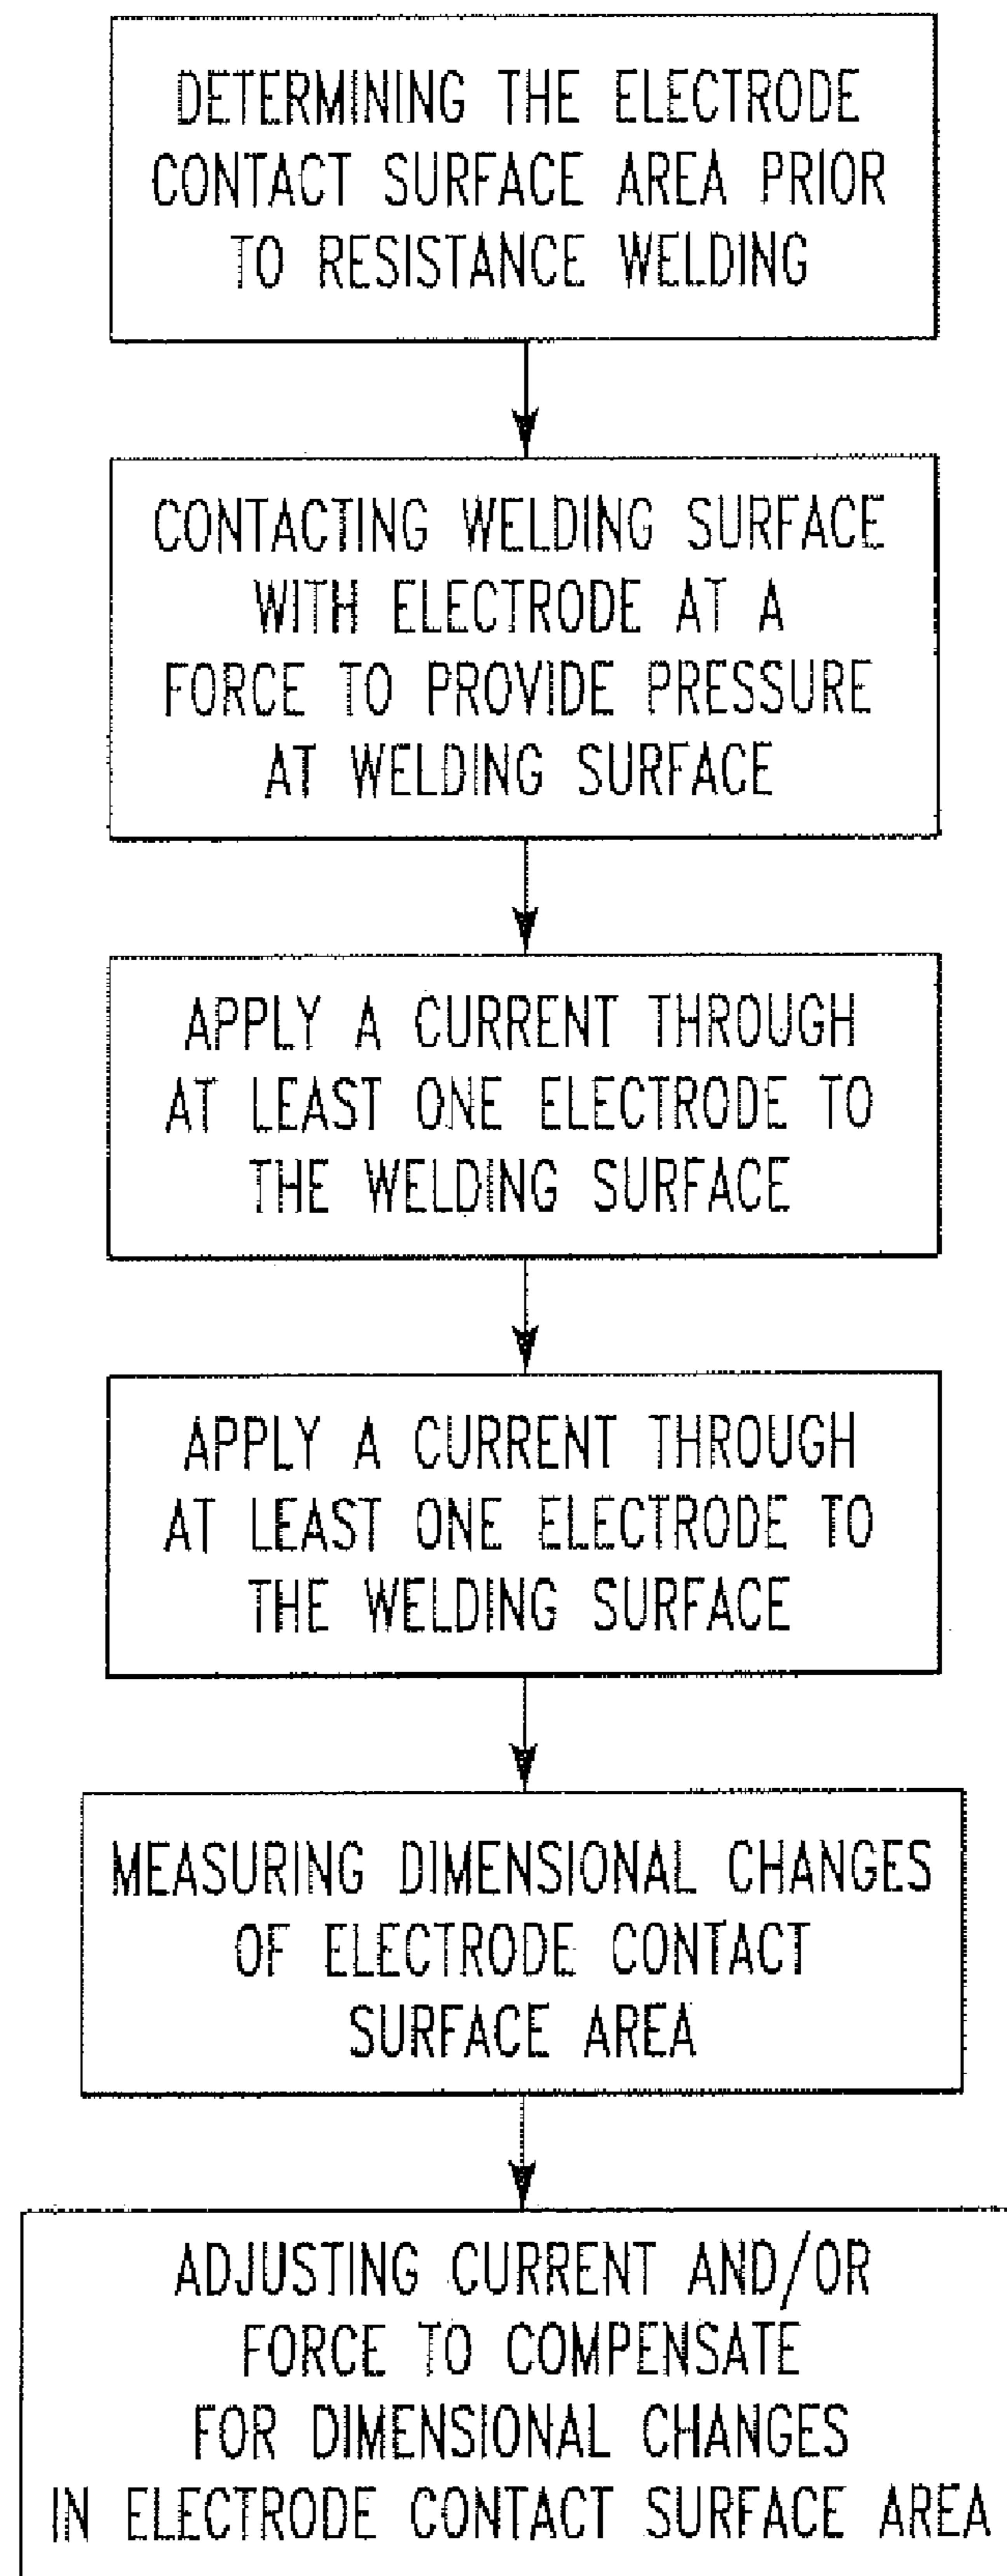 DETERMINING THE ELECTRODE
CONTACT SURFACE AREA PRIOR
TO RESISTANCE WELDING
CONTACTING WELDING SURFACE
WITH ELECTRODE AT A
FORCE TO PROVIDE PRESSURE
AT WELDING SURFACE
APPLY A CURRENT THROUGH
AT LEAST ONE ELECTRODE TO
THE WELDING SURFACE
APPLY A CURRENT THROUGH
AT LEAST ONE ELECTRODE TO
THE WELDING SURFACE
MEASURING DIMENSIONAL CHANGES
OF ELECTRODE CONTACT
SURFACE AREA
ADJUSTING CURRENT AND/OR
FORCE TO COMPENSATE
FOR DIMENSIONAL CHANGES
IN ELECTRODE CONTACT SURFACE AREA